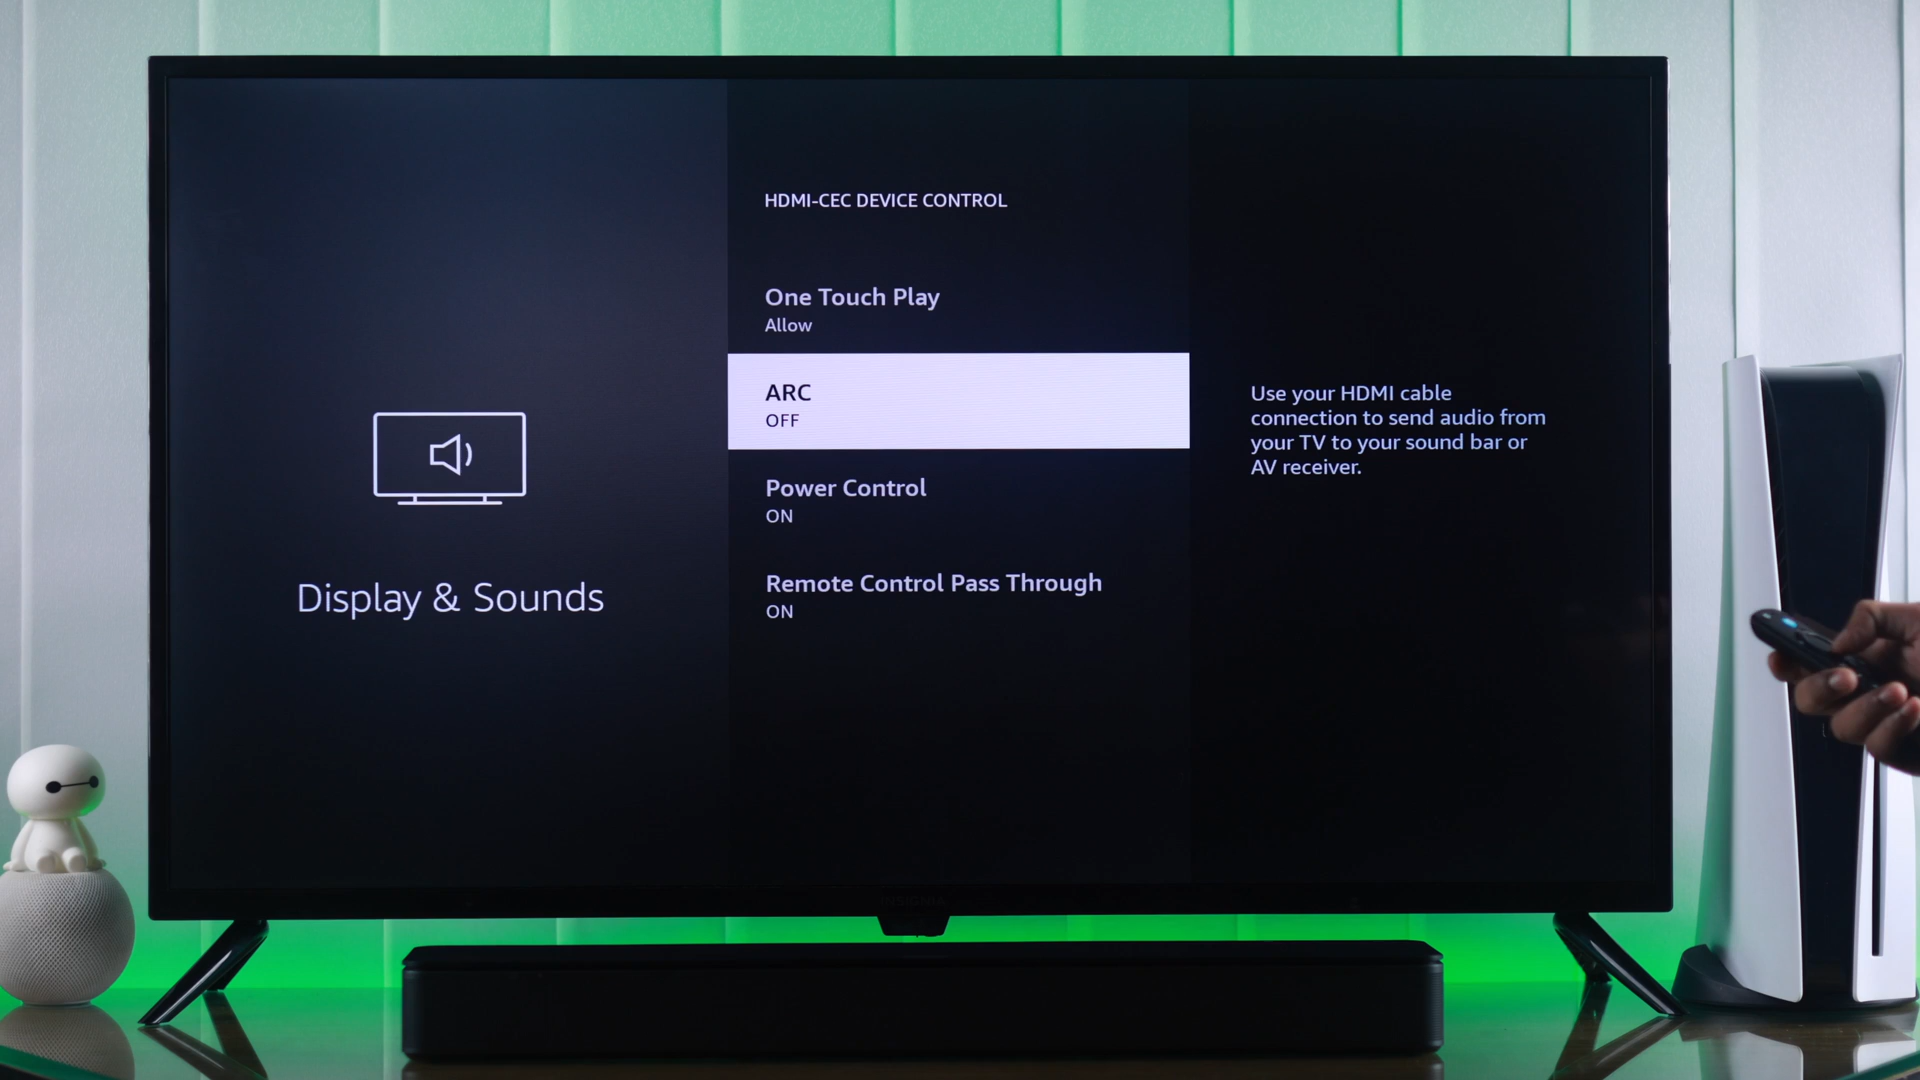 HDMI-CEC DEVICE CONTROL
One Touch Play
Allow
ARC
OFF
Power Control
ON
Remote Control Pass Through
ON
Use your HDMI cable
connection to send audio from
your TV to your sound bar or
AV receiver.
Display & Sounds
INSIGNIA